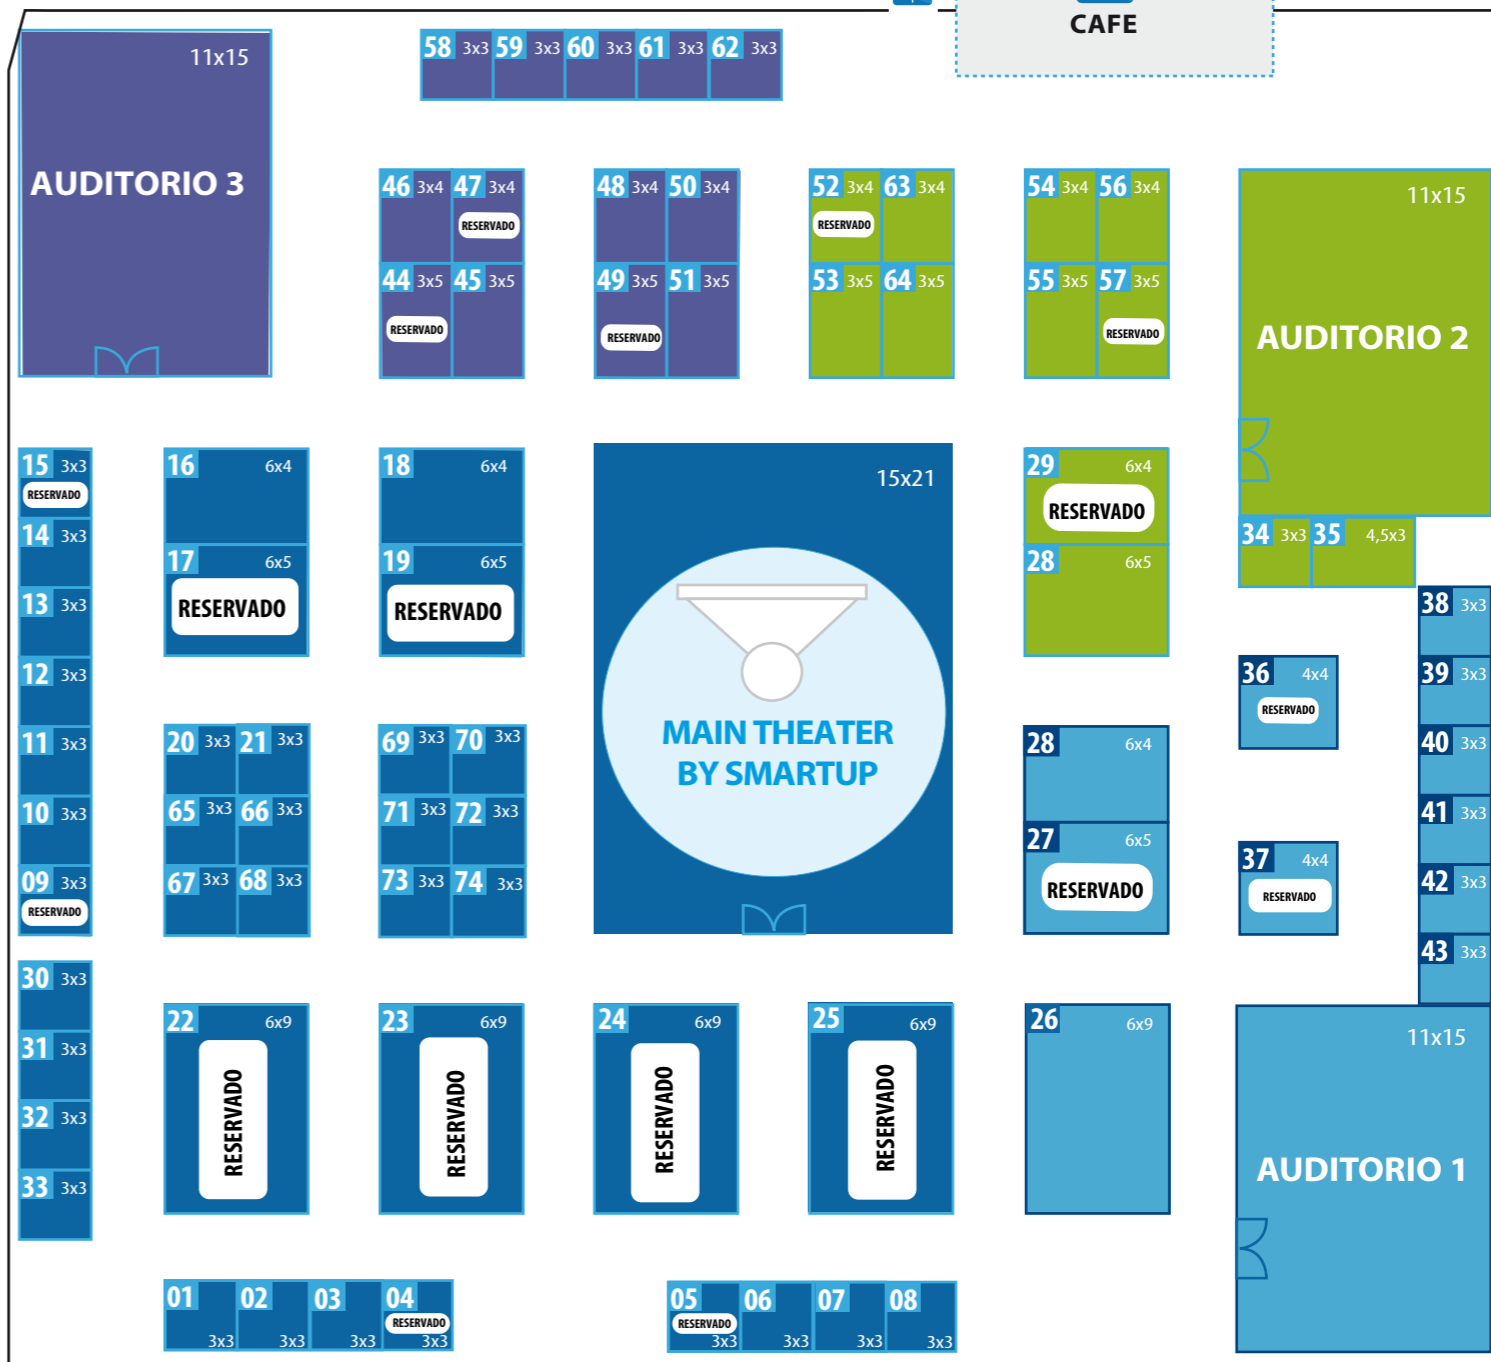 CAFE
11x15
AUDITORIO 3
58 3x3 59 3x3 60 3x3 61 3x3 62 3x3
46 3x4 47 3x4
RESERVADO
44 3x5 45 3x5
RESERVADO
48 3x4 50 3x4
49 3x5 51 3x5
RESERVADO
52 3x4 63 3x4
RESERVADO
53 3x5 64 3x5
54 3x4 56 3x4
55 3x5 57 3x5
RESERVADO
11x15
AUDITORIO 2
15 3x3
RESERVADO
14 3x3
13 3x3
12 3x3
11 3x3
10 3x3
09 3x3
RESERVADO
16 6x4
17 6x5
RESERVADO
18 6x4
19 6x5
RESERVADO
15x21
MAIN THEATER
BY SMARTUP
29 6x4
RESERVADO
28 6x5
34 3x3 35 4,5x3
38 3x3
39 3x3
40 3x3
41 3x3
42 3x3
43 3x3
36 4x4
RESERVADO
37 4x4
RESERVADO
20 3x3 21 3x3
65 3x3 66 3x3
67 3x3 68 3x3
69 3x3 70 3x3
71 3x3 72 3x3
73 3x3 74 3x3
28 6x4
27 6x5
RESERVADO
30 3x3
31 3x3
32 3x3
33 3x3
22 6x9
RESERVADO
23 6x9
RESERVADO
24 6x9
RESERVADO
25 6x9
RESERVADO
26 6x9
11x15
AUDITORIO 1
01 02 03 04
RESERVADO
3x3 3x3 3x3 3x3
05 06 07 08
RESERVADO
3x3 3x3 3x3 3x3